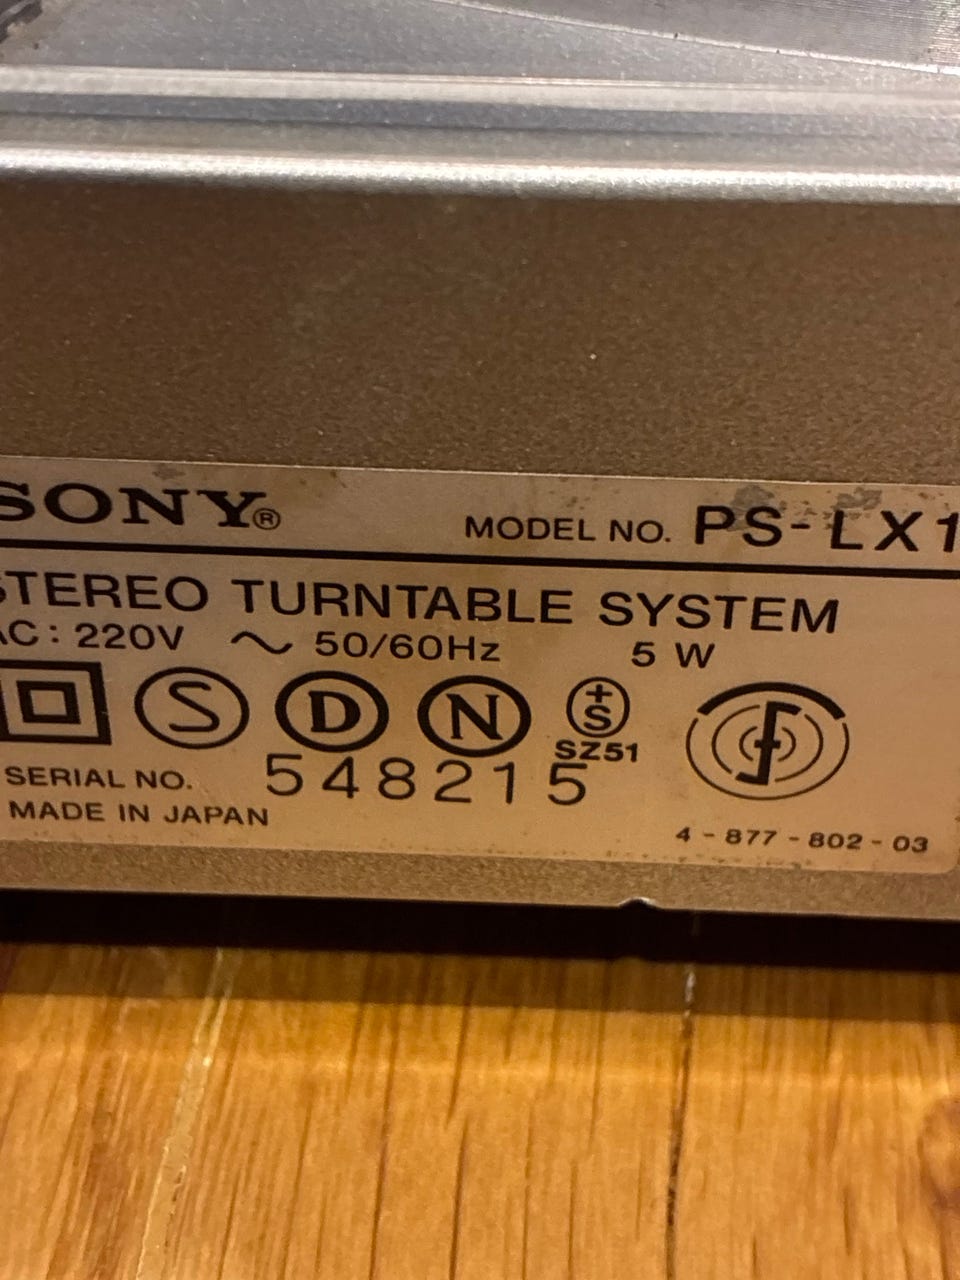 SONY®
MODEL NO. PS-LX1
STEREO TURNTABLE SYSTEM
AC: 220V ~ 50/60Hz 5 W
S D N +S
SZ51
SERIAL NO. 548215
MADE IN JAPAN
4-877-802-03